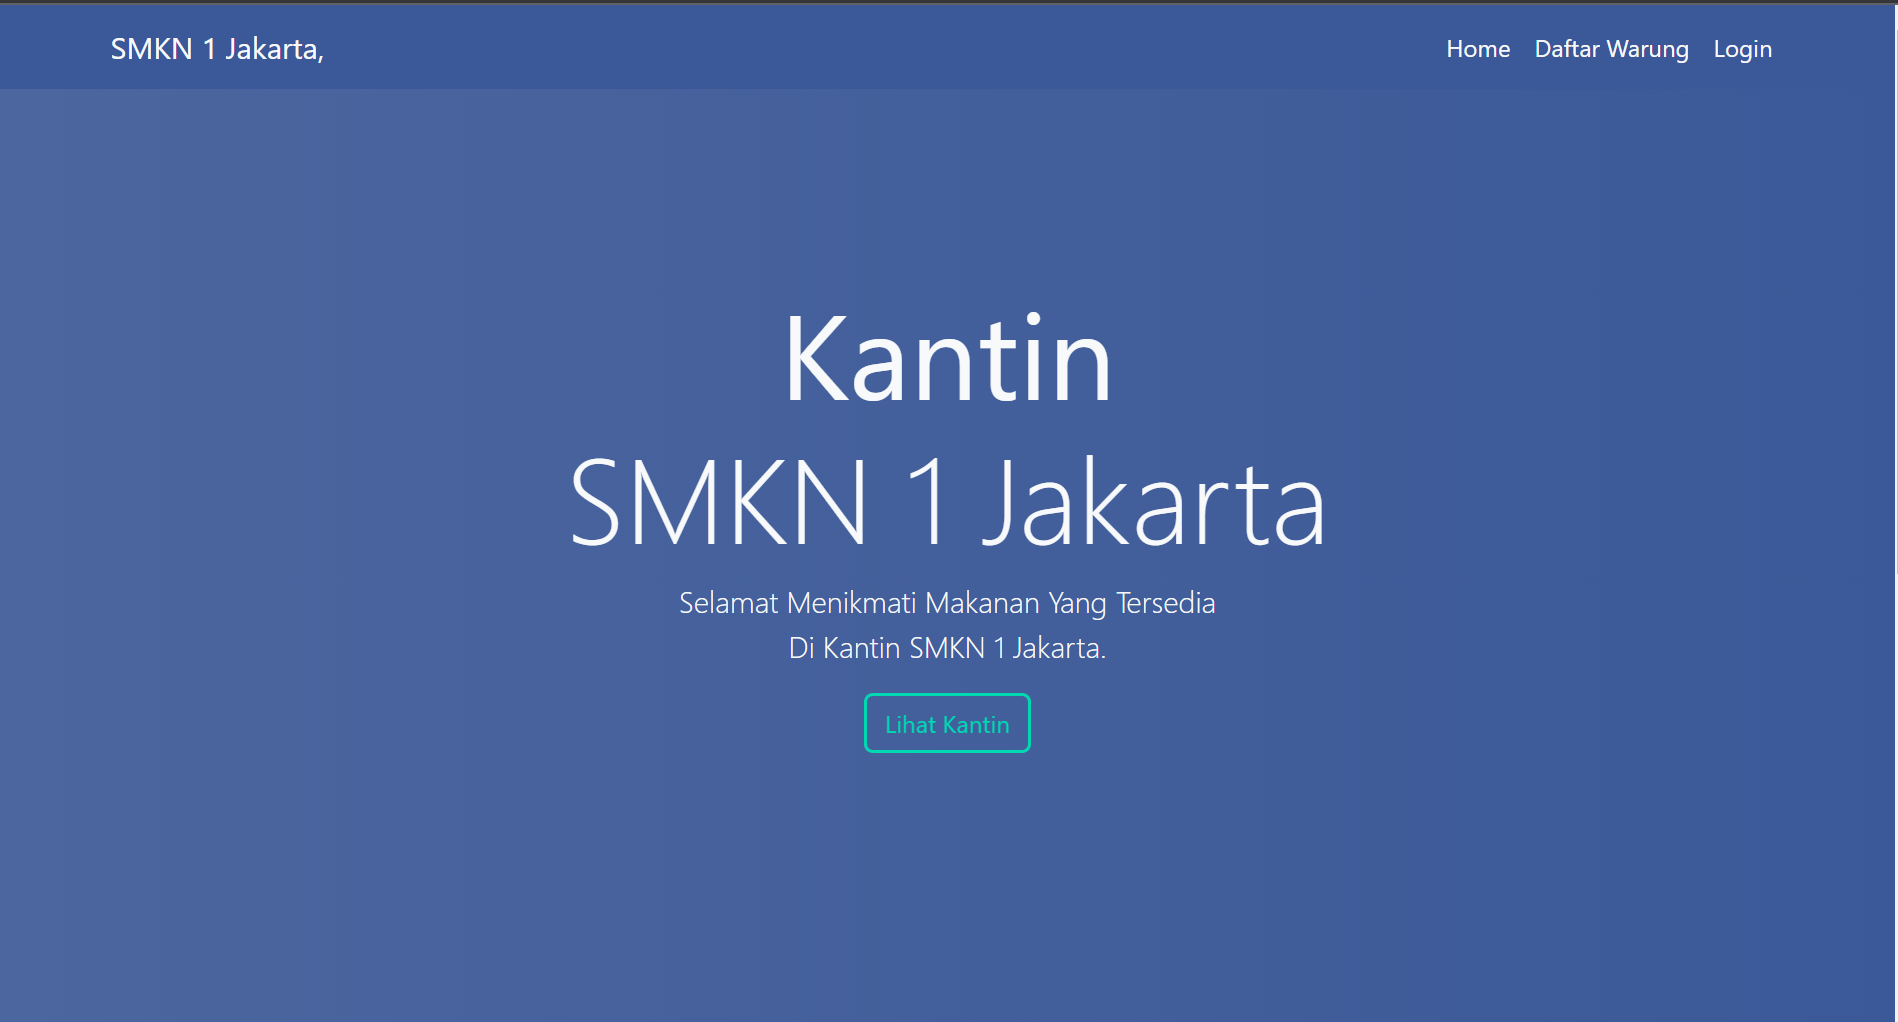 SMKN 1 Jakarta,
Home Daftar Warung Login
Kantin
SMKN 1 Jakarta
Selamat Menikmati Makanan Yang Tersedia
Di Kantin SMKN 1 Jakarta.
Lihat Kantin